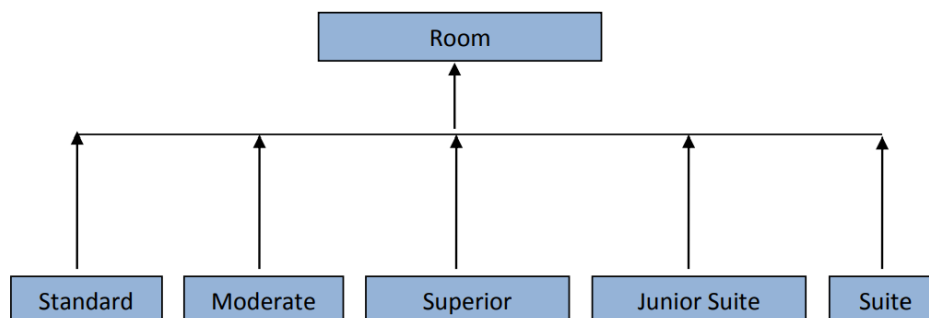 Room
Standard
Moderate
Superior
Junior Suite
Suite